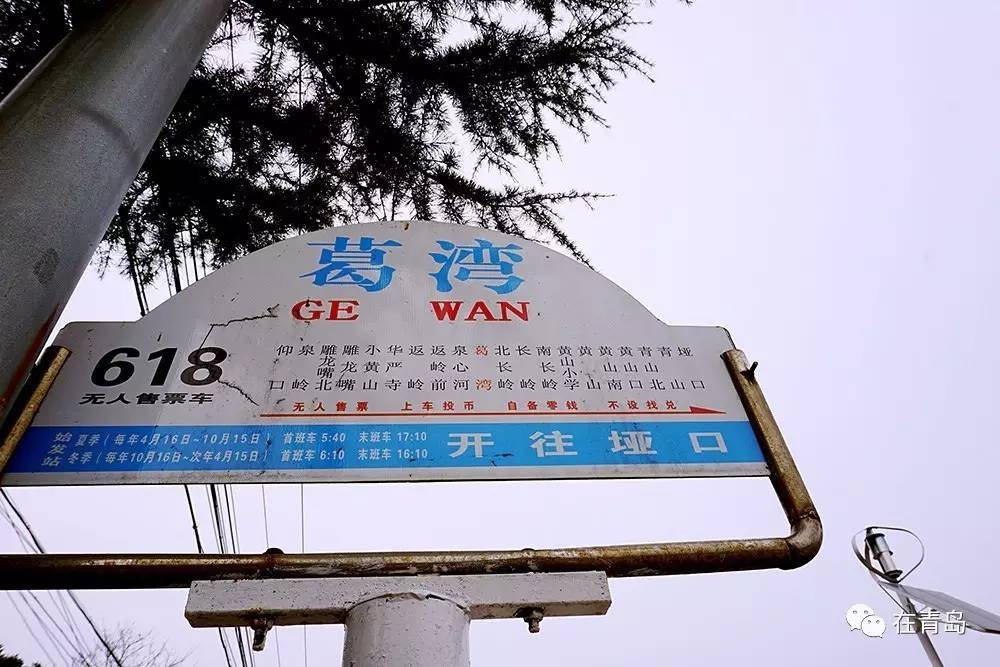 葛湾
GE WAN
618
无人售票车
仰口
泉岭
雕龙嘴北
雕龙嘴
小黄山
华严寺
返岭
返岭前
泉心河
葛湾
北长岭
长岭
南长岭
黄山小学
黄山
黄山南
黄山口
青山北
青山
垭口
无人售票 上车投币 自备零钱 不设找兑
始发站
夏季（每年4月16日~10月15日） 首班车 5:40 末班车 17:10
冬季（每年10月16日~次年4月15日） 首班车 6:10 末班车 16:10
开往垭口
在青岛